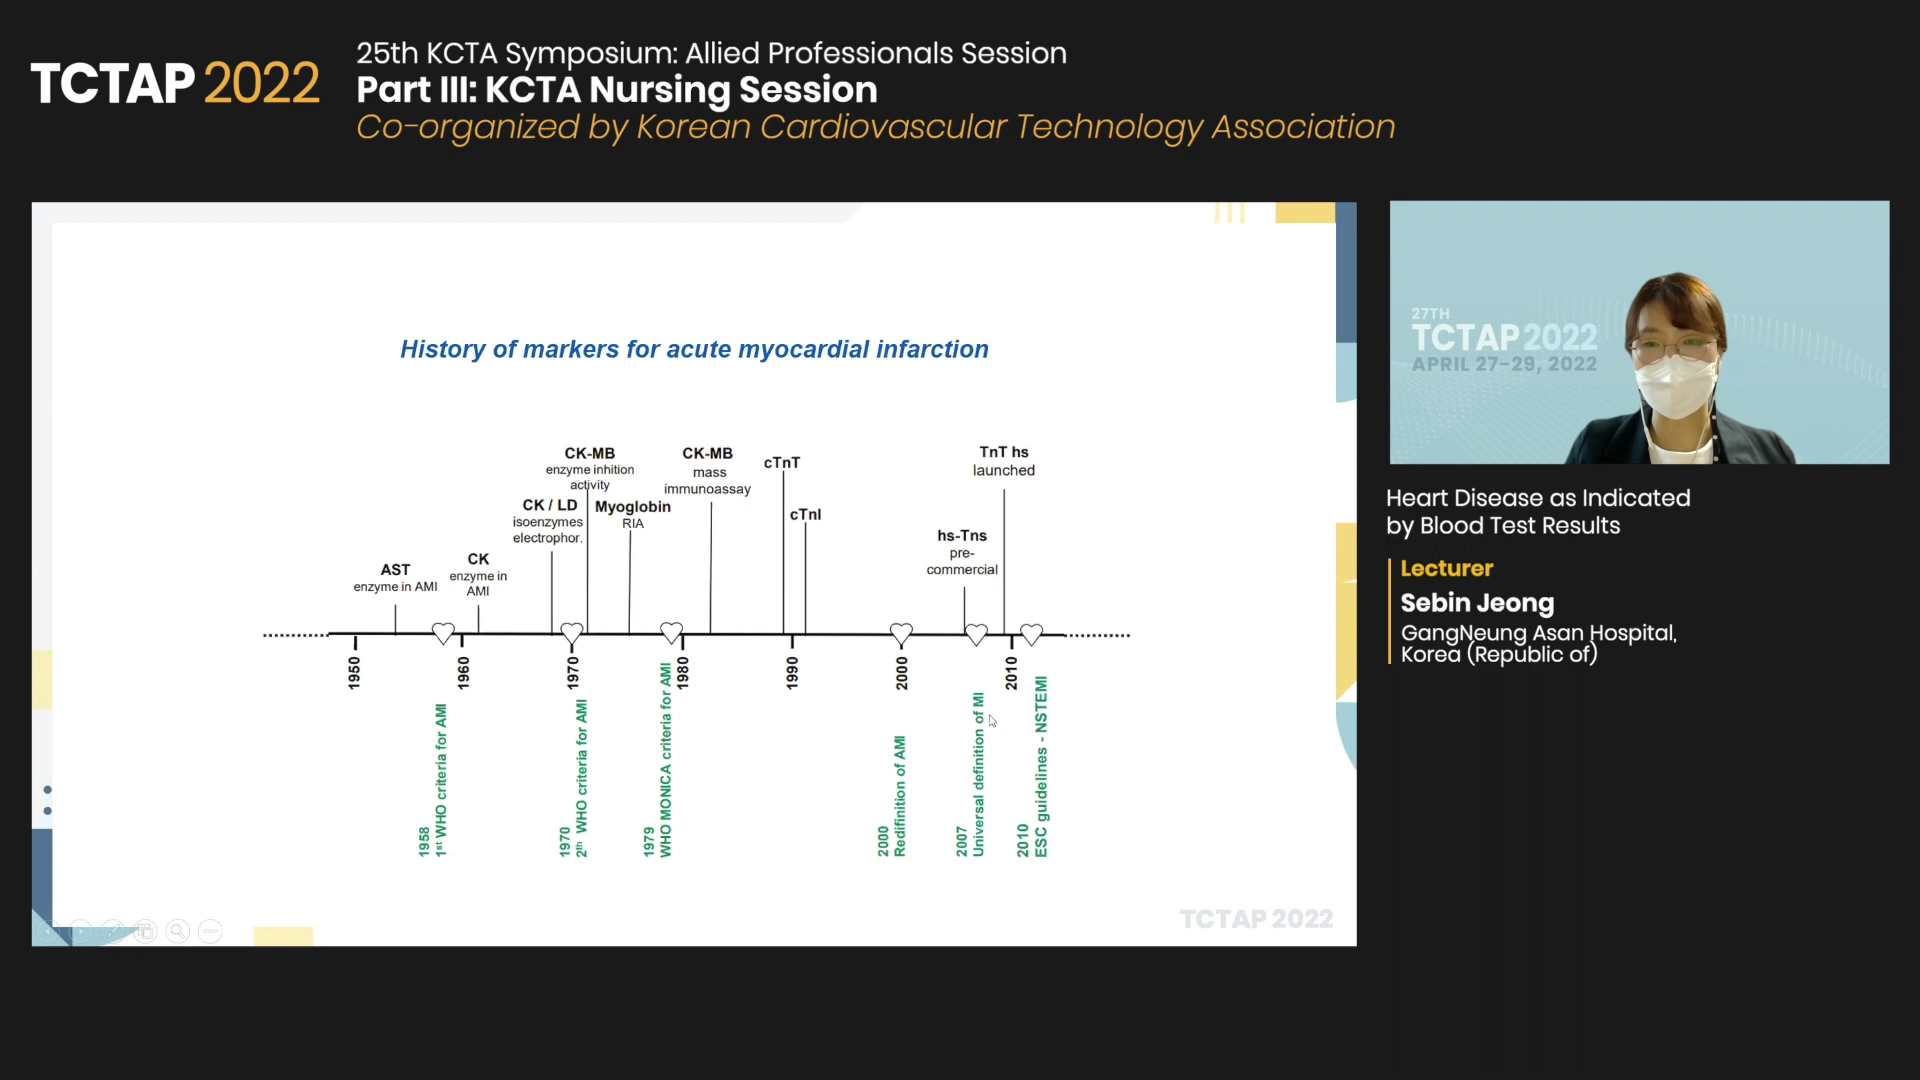 TCTAP 2022
25th KCTA Symposium: Allied Professionals Session
Part III: KCTA Nursing Session
Co-organized by Korean Cardiovascular Technology Association
History of markers for acute myocardial infarction
AST
enzyme in AMI
CK
enzyme in
AMI
CK / LD
isoenzymes
electrophor.
CK-MB
enzyme inhition
activity
Myoglobin
RIA
CK-MB
mass
immunoassay
cTnT
cTnI
hs-Tns
pre-
commercial
TnT hs
launched
1950
1960
1970
1980
1990
2000
2010
1958
1st WHO criteria for AMI
1970
2th WHO criteria for AMI
1979
WHO MONICA criteria for AMI
2000
Redifinition of AMI
2007
Universal definition of MI
2010
ESC guidelines - NSTEMI
TCTAP 2022
27TH
TCTAP 2022
APRIL 27-29, 2022
Heart Disease as Indicated
by Blood Test Results
Lecturer
Sebin Jeong
GangNeung Asan Hospital,
Korea (Republic of)